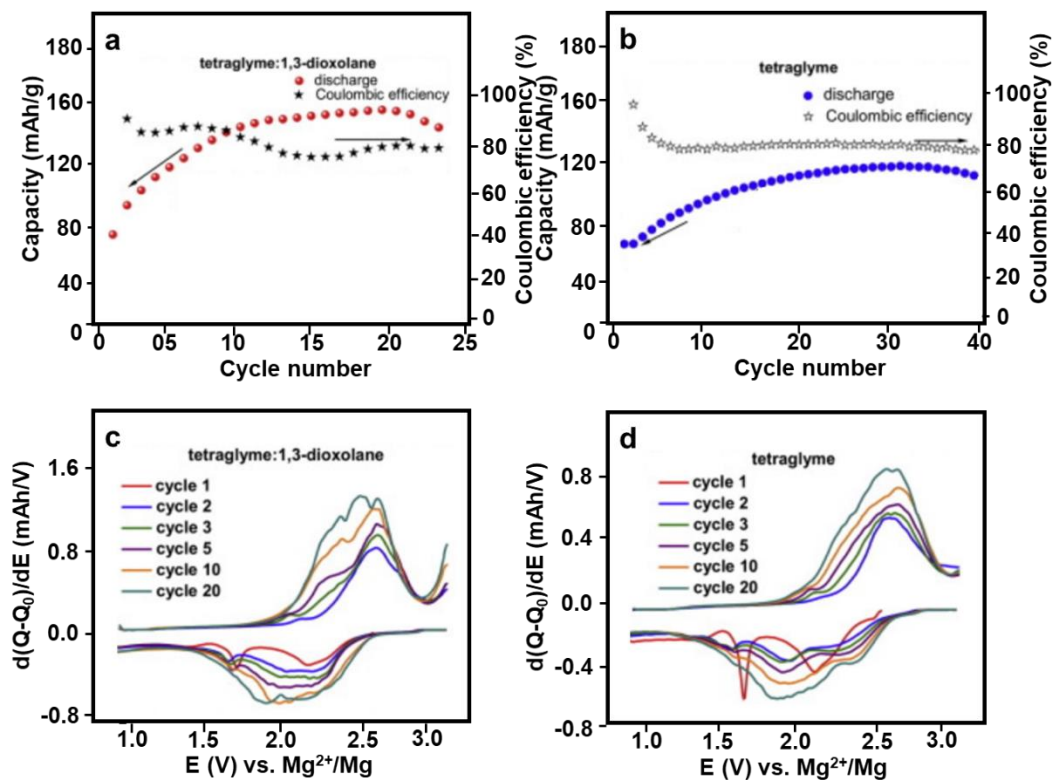 a
tetraglyme:1,3-dioxolane
discharge
Coulombic efficiency
180
160
120
80
40
0
100
80
60
40
20
0
0
05
10
15
20
25
Capacity (mAh/g)
Coulombic efficiency (%)
Cycle number
b
tetraglyme
discharge
Coulombic efficiency
180
160
120
80
40
0
100
80
60
40
20
0
0
10
20
30
40
Capacity (mAh/g)
Coulombic efficiency (%)
Cycle number
c
tetraglyme:1,3-dioxolane
cycle 1
cycle 2
cycle 3
cycle 5
cycle 10
cycle 20
1.6
0.8
0.0
-0.8
1.0
1.5
2.0
2.5
3.0
d(Q-Q₀)/dE (mAh/V)
E (V) vs. Mg²⁺/Mg
d
tetraglyme
cycle 1
cycle 2
cycle 3
cycle 5
cycle 10
cycle 20
0.8
0.4
0.0
-0.4
-0.8
1.0
1.5
2.0
2.5
3.0
d(Q-Q₀)/dE (mAh/V)
E (V) vs. Mg²⁺/Mg